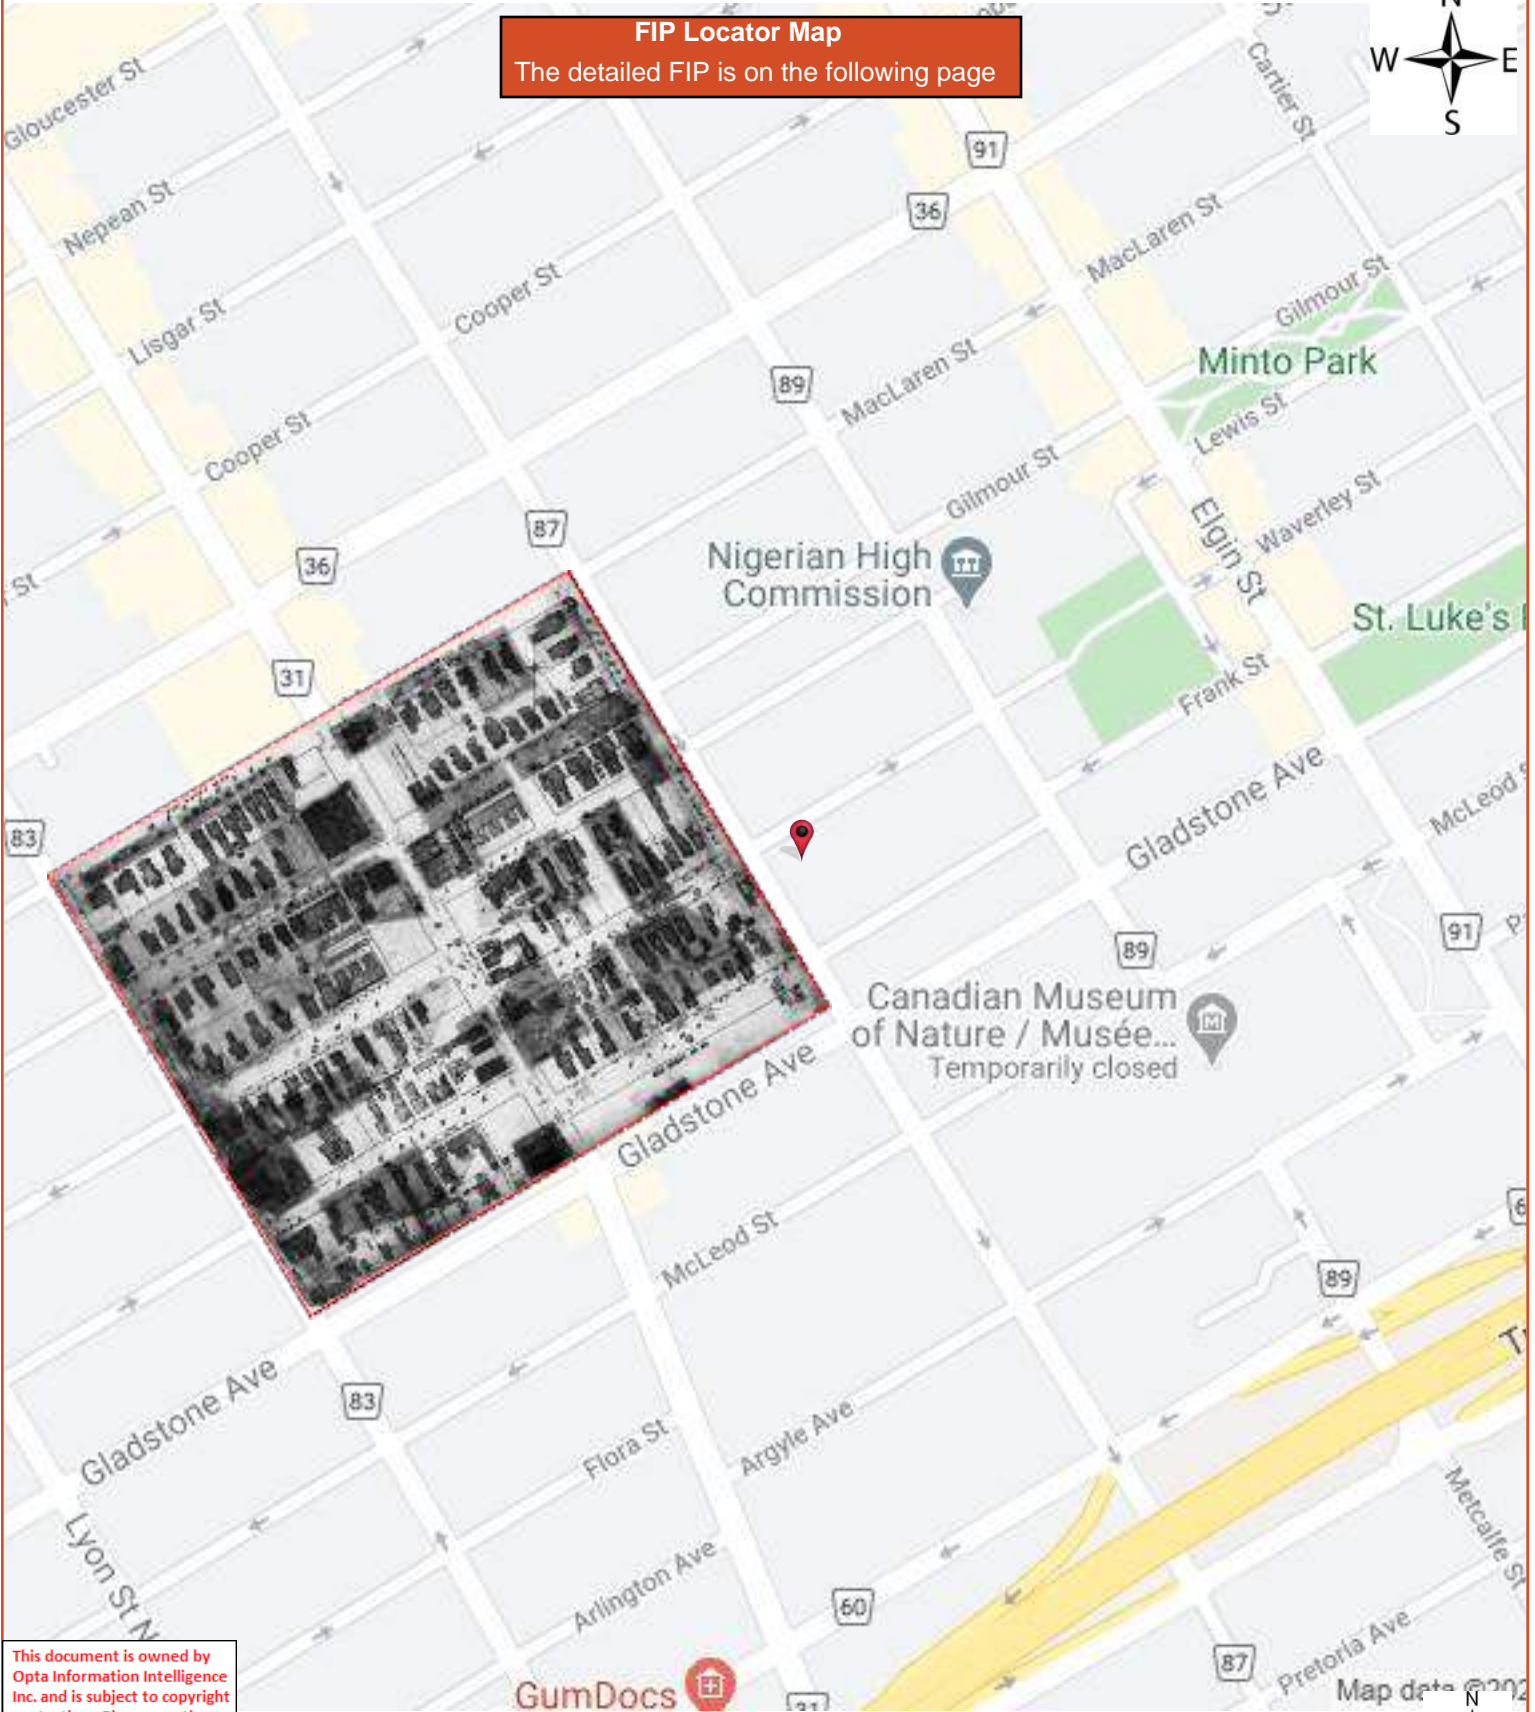 FIP Locator Map
The detailed FIP is on the following page
N
W
E
S
Gloucester St
Cartier St
91
36
Nepean St
MacLaren St
Gilmour St
Lisgar St
Cooper St
Minto Park
89
MacLaren St
Lewis St
Cooper St
Gilmour St
Waverley St
Elgin St
87
36
St
Nigerian High
Commission
St. Luke's
Frank St
31
Gladstone Ave
McLeod
83
91
89
Canadian Museum
of Nature / Musée...
Temporarily closed
Gladstone Ave
McLeod St
89
Gladstone Ave
83
Flora St
Argyle Ave
Metcalfe St
Lyon St N
Arlington Ave
60
87
Pretoria Ave
GumDocs
31
Map data ©202
N
This document is owned by
Opta Information Intelligence
Inc. and is subject to copyright